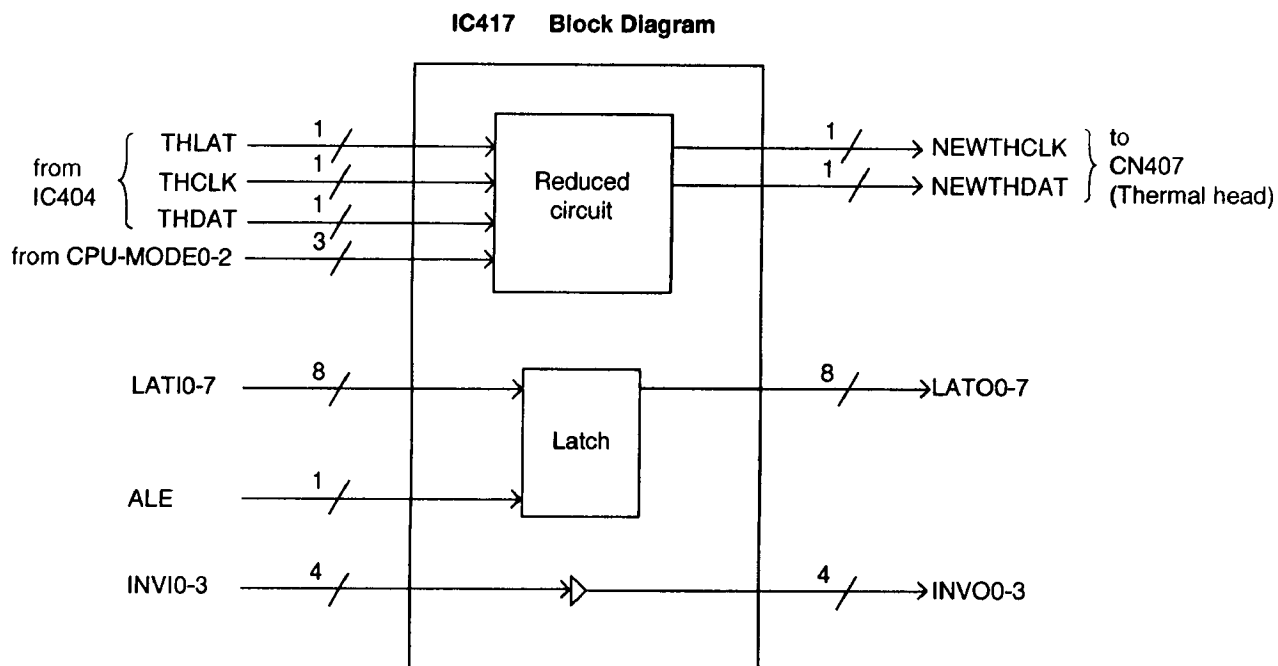 IC417 Block Diagram
from
IC404
THLAT
1
THCLK
1
THDAT
1
from CPU-MODE0-2
3
Reduced
circuit
1
NEWTHCLK
1
NEWTHDAT
to
CN407
(Thermal head)
LATI0-7
8
Latch
8
LATO0-7
ALE
1
INVI0-3
4
4
INVO0-3